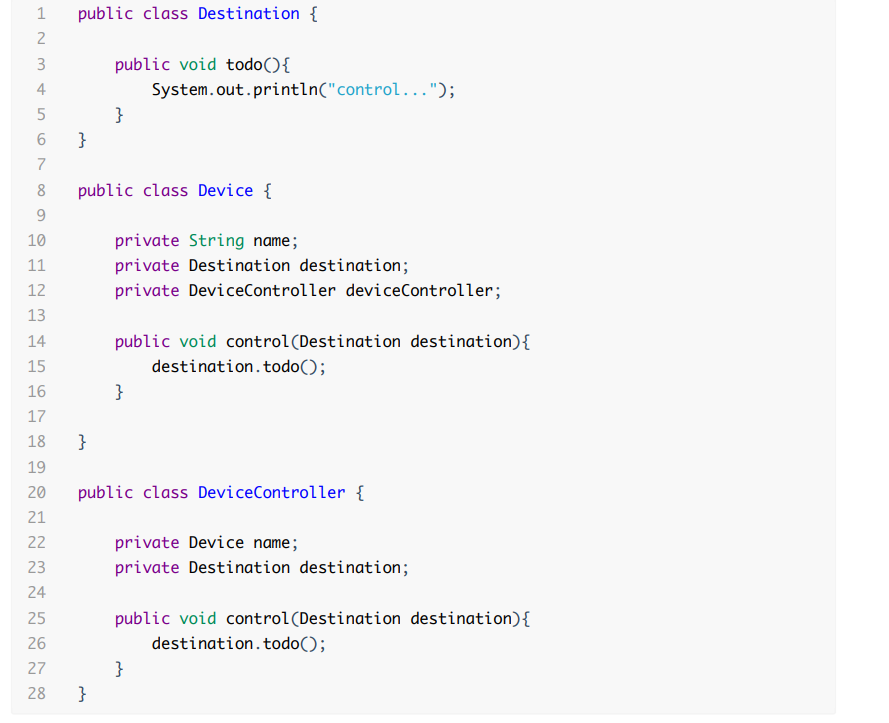 1 public class Destination {
2
3 public void todo(){
4 System.out.println("control...");
5 }
6 }
7
8 public class Device {
9
10 private String name;
11 private Destination destination;
12 private DeviceController deviceController;
13
14 public void control(Destination destination){
15 destination.todo();
16 }
17
18 }
19
20 public class DeviceController {
21
22 private Device name;
23 private Destination destination;
24
25 public void control(Destination destination){
26 destination.todo();
27 }
28 }